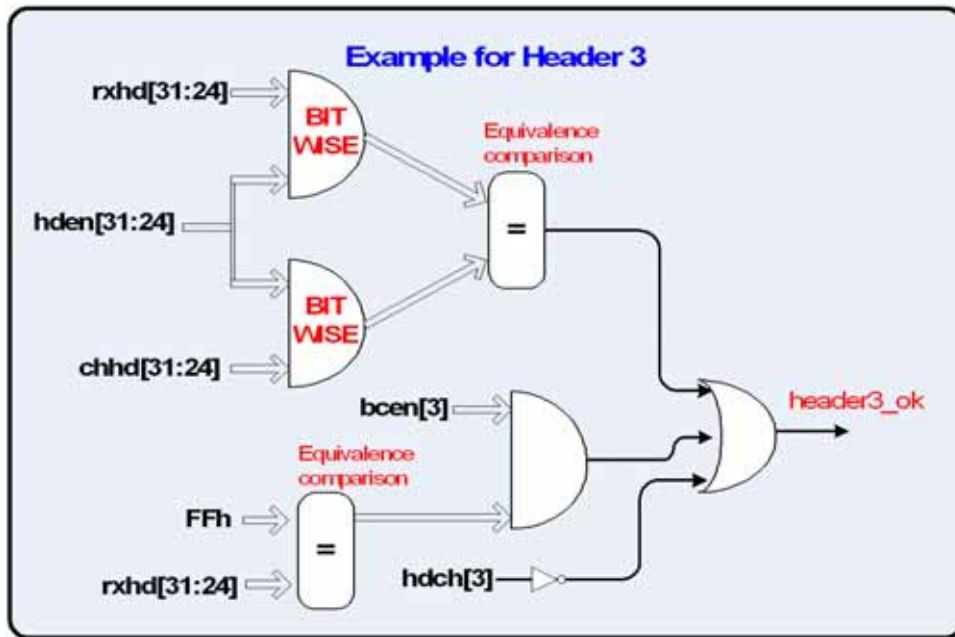 Example for Header 3
rxhd[31:24]
BIT
WISE
Equivalence
comparison
hden[31:24]
=
BIT
WISE
chhd[31:24]
bcen[3]
header3_ok
Equivalence
comparison
FFh
=
rxhd[31:24]
hdch[3]